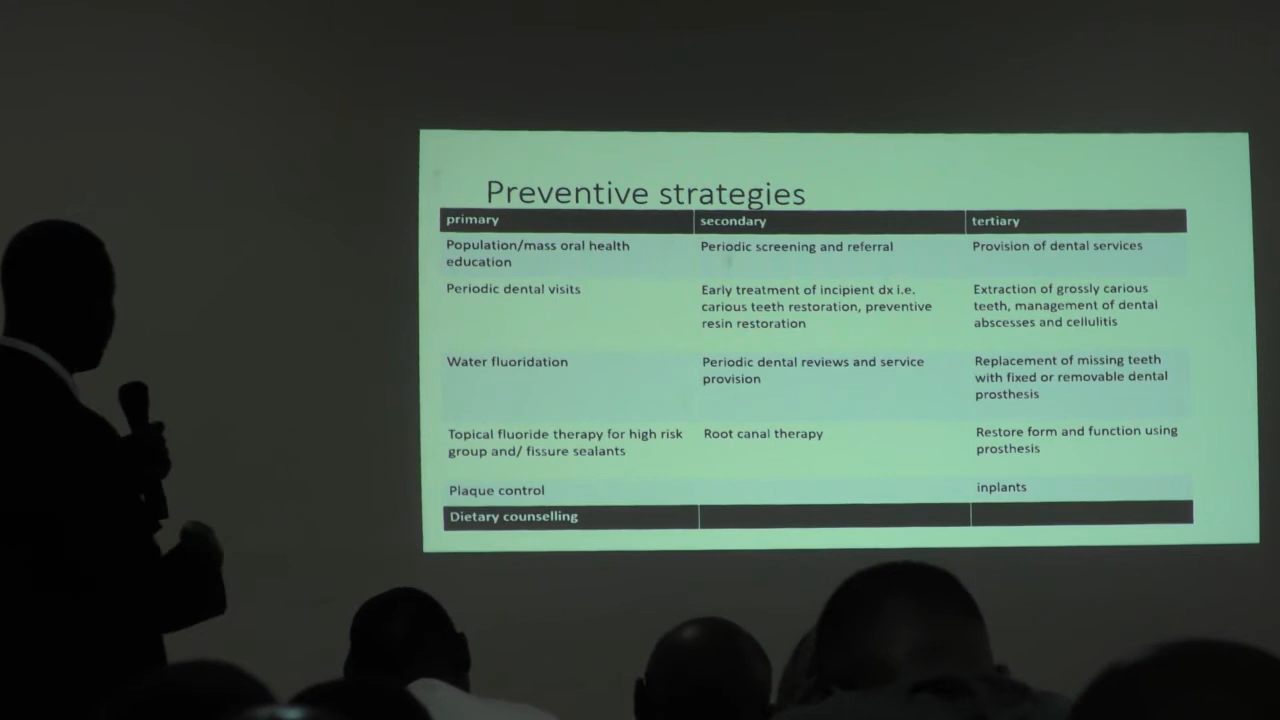 Preventive strategies
primary
secondary
tertiary
Population/mass oral health
education
Periodic screening and referral
Provision of dental services
Periodic dental visits
Early treatment of incipient dx i.e.
carious teeth restoration, preventive
resin restoration
Extraction of grossly carious
teeth, management of dental
abscesses and cellulitis
Water fluoridation
Periodic dental reviews and service
provision
Replacement of missing teeth
with fixed or removable dental
prosthesis
Topical fluoride therapy for high risk
group and/ fissure sealants
Root canal therapy
Restore form and function using
prosthesis
Plaque control
inplants
Dietary counselling